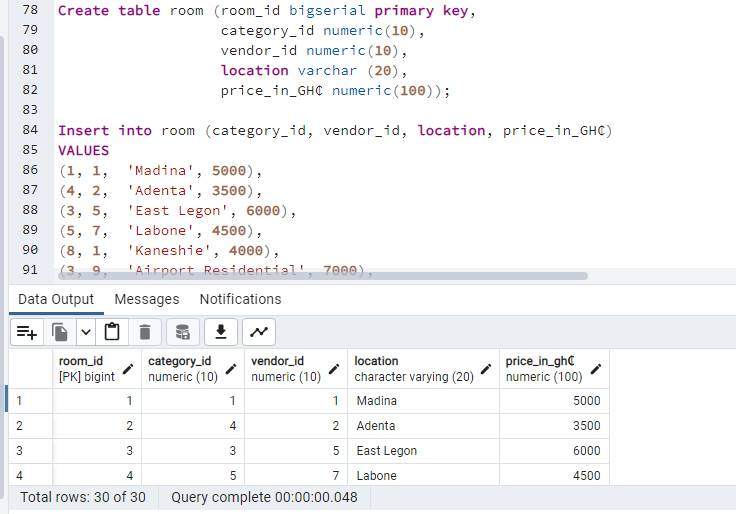 78 Create table room (room_id bigserial primary key,
79 category_id numeric(10),
80 vendor_id numeric(10),
81 location varchar (20),
82 price_in_GH₵ numeric(100));
83
84 Insert into room (category_id, vendor_id, location, price_in_GH₵)
85 VALUES
86 (1, 1, 'Madina', 5000),
87 (4, 2, 'Adenta', 3500),
88 (3, 5, 'East Legon', 6000),
89 (5, 7, 'Labone', 4500),
90 (8, 1, 'Kaneshie', 4000),
91 (3, 9, 'Airport Residential', 7000),
Data Output Messages Notifications
room_id category_id vendor_id location price_in_gh₵
[PK] bigint numeric (10) numeric (10) character varying (20) numeric (100)
1 1 1 1 Madina 5000
2 2 4 2 Adenta 3500
3 3 3 5 East Legon 6000
4 4 5 7 Labone 4500
Total rows: 30 of 30 Query complete 00:00:00.048